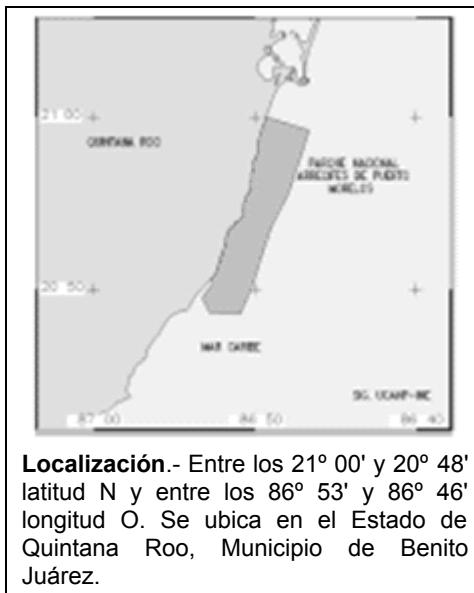 21 00
QUINTANA ROO
PARQUE NACIONAL
ARRECIFES DE PUERTO
MORELOS
20 50
MAR CARIBE
SIG. UCANP-INE
87 00
86 50
86 40
Localización.- Entre los 21º 00' y 20º 48'
latitud N y entre los 86º 53' y 86º 46'
longitud O. Se ubica en el Estado de
Quintana Roo, Municipio de Benito
Juárez.